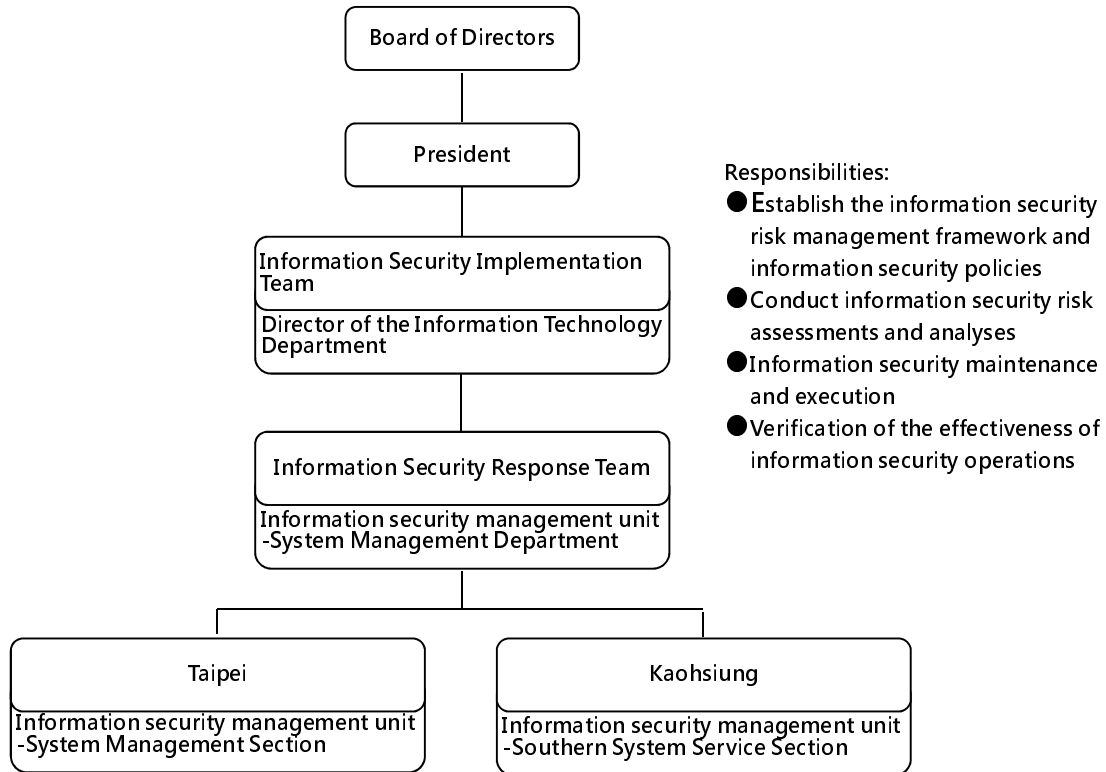 Board of Directors
President
Responsibilities:
●Establish the information security
risk management framework and
information security policies
●Conduct information security risk
assessments and analyses
●Information security maintenance
and execution
●Verification of the effectiveness of
information security operations
Information Security Implementation
Team
Director of the Information Technology
Department
Information Security Response Team
Information security management unit
-System Management Department
Taipei
Information security management unit
-System Management Section
Kaohsiung
Information security management unit
-Southern System Service Section